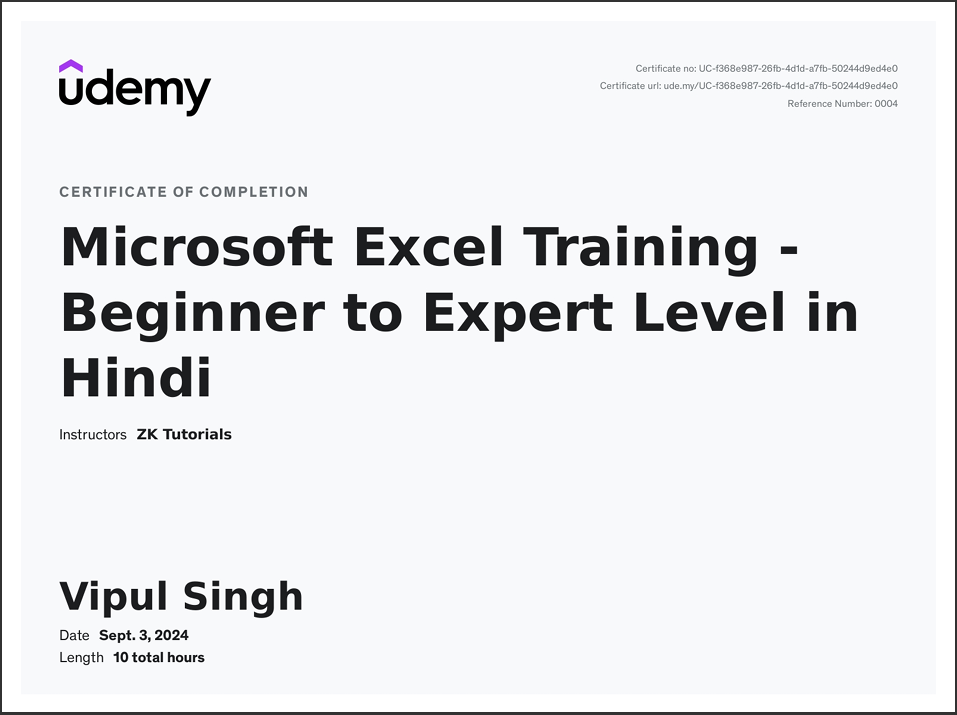 udemy
Certificate no: UC-f368e987-26fb-4d1d-a7fb-50244d9ed4e0
Certificate url: ude.my/UC-f368e987-26fb-4d1d-a7fb-50244d9ed4e0
Reference Number: 0004
CERTIFICATE OF COMPLETION
Microsoft Excel Training -
Beginner to Expert Level in
Hindi
Instructors ZK Tutorials
Vipul Singh
Date Sept. 3, 2024
Length 10 total hours